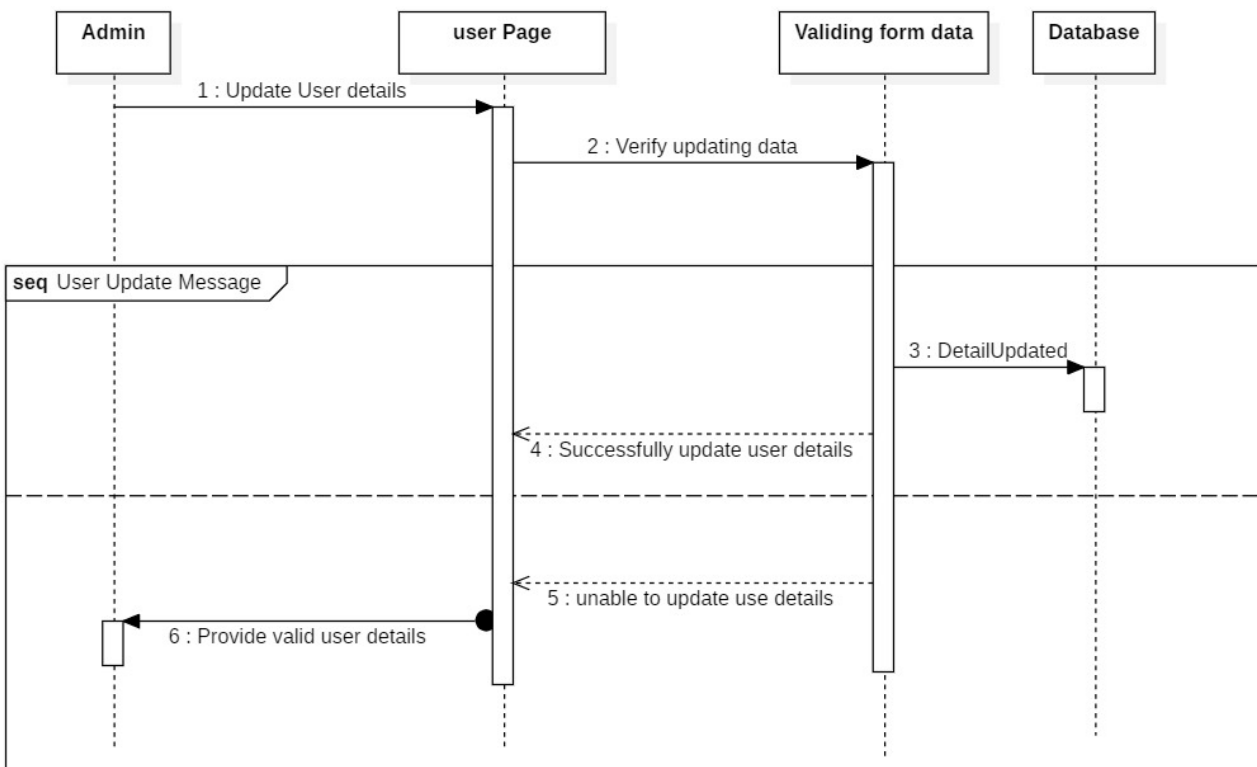 Admin
user Page
Validing form data
Database
1 : Update User details
2 : Verify updating data
seq User Update Message
3 : DetailUpdated
4 : Successfully update user details
5 : unable to update use details
6 : Provide valid user details